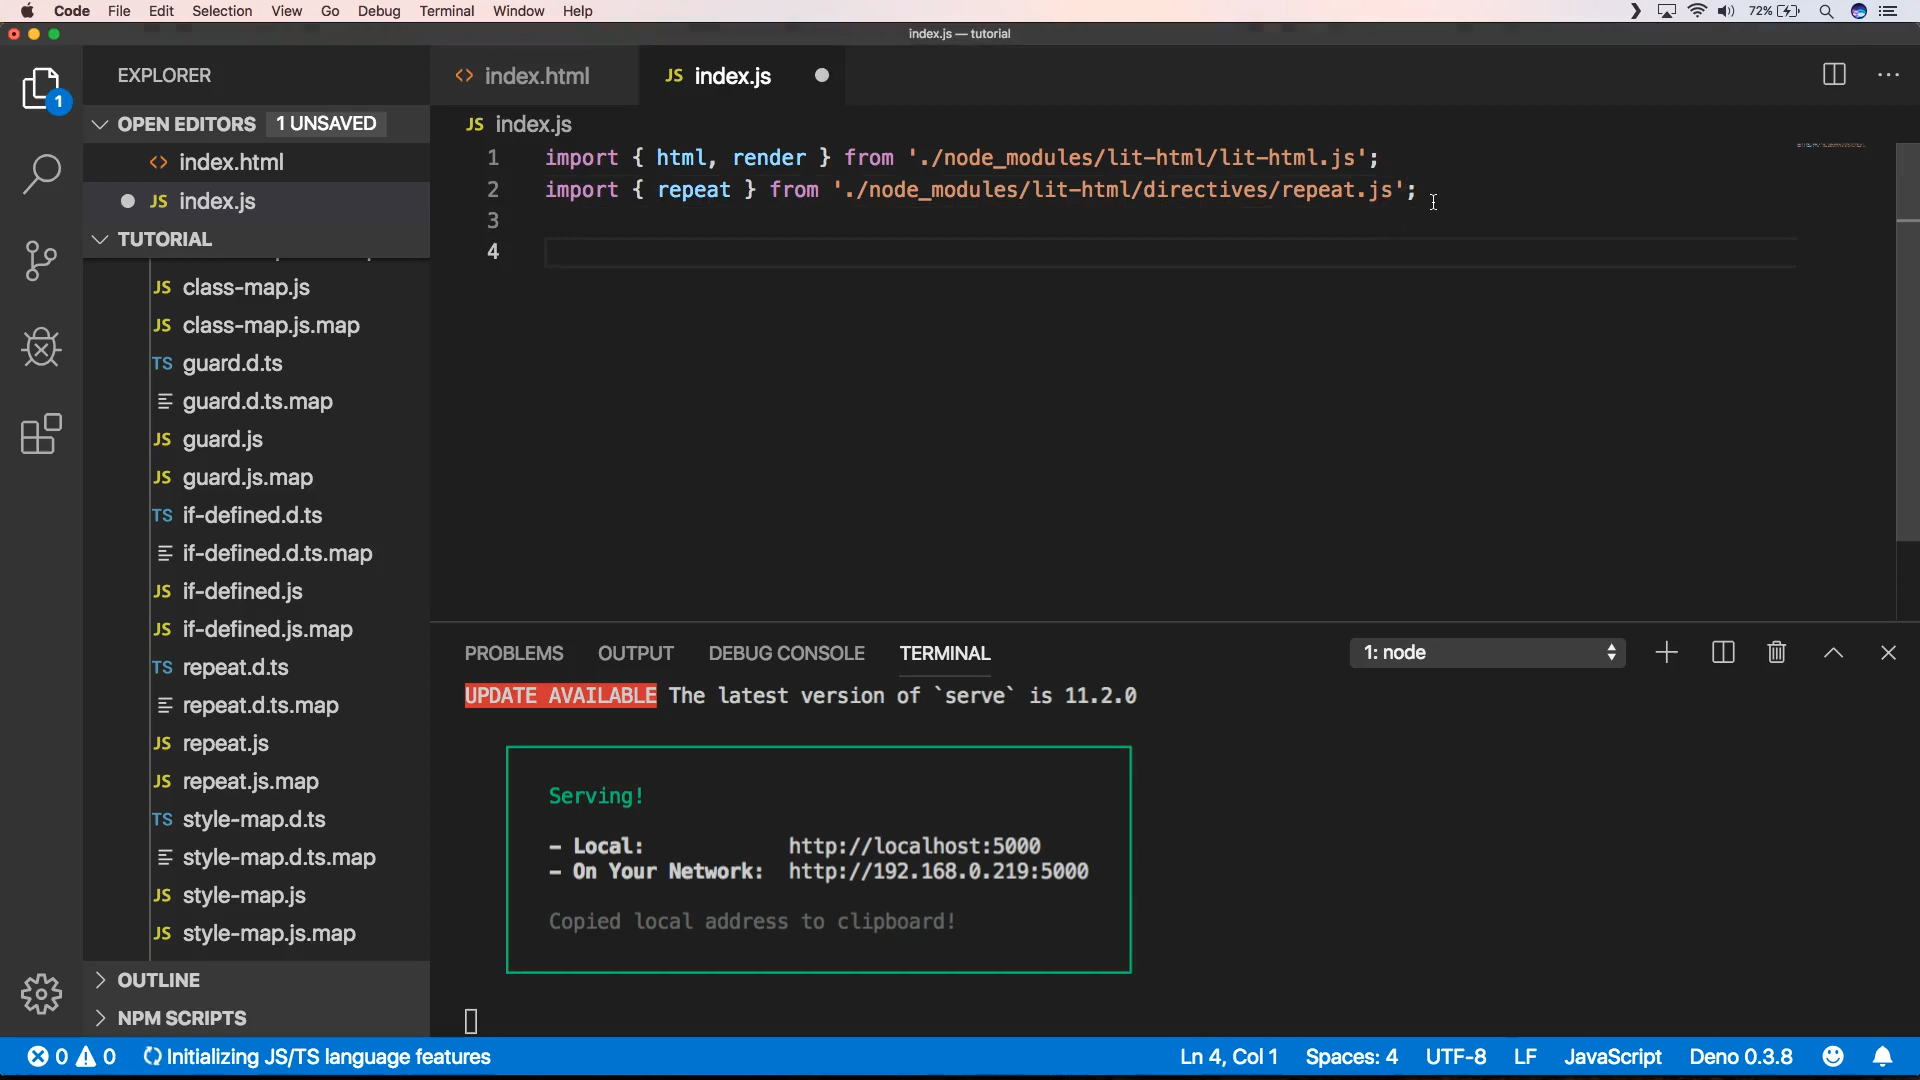 Code File Edit Selection View Go Debug Terminal Window Help 72%
index.js — tutorial
EXPLORER
<> index.html
JS index.js
1
OPEN EDITORS 1 UNSAVED
<> index.html
JS index.js
TUTORIAL
JS class-map.js
JS class-map.js.map
TS guard.d.ts
guard.d.ts.map
JS guard.js
JS guard.js.map
TS if-defined.d.ts
if-defined.d.ts.map
JS if-defined.js
JS if-defined.js.map
TS repeat.d.ts
repeat.d.ts.map
JS repeat.js
JS repeat.js.map
TS style-map.d.ts
style-map.d.ts.map
JS style-map.js
JS style-map.js.map
OUTLINE
NPM SCRIPTS
JS index.js
1 import { html, render } from './node_modules/lit-html/lit-html.js';
2 import { repeat } from './node_modules/lit-html/directives/repeat.js';
3
4
PROBLEMS OUTPUT DEBUG CONSOLE TERMINAL 1: node
UPDATE AVAILABLE The latest version of `serve` is 11.2.0
Serving!
– Local: http://localhost:5000
– On Your Network: http://192.168.0.219:5000
Copied local address to clipboard!
0 0 Initializing JS/TS language features Ln 4, Col 1 Spaces: 4 UTF-8 LF JavaScript Deno 0.3.8